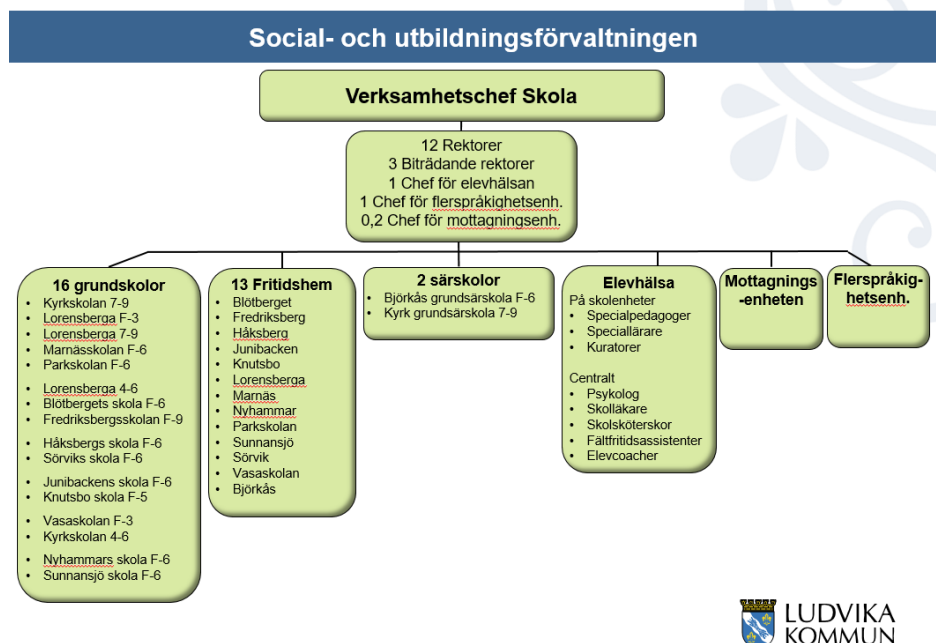 Social- och utbildningsförvaltningen
Verksamhetschef Skola
12 Rektorer
3 Biträdande rektorer
1 Chef för elevhälsan
1 Chef för flerspråkighetsenh.
0,2 Chef för mottagningsenh.
16 grundskolor
• Kyrkskolan 7-9
• Lorensberga F-3
• Lorensberga 7-9
• Marnässkolan F-6
• Parkskolan F-6
• Lorensberga 4-6
• Blötbergets skola F-6
• Fredriksbergsskolan F-9
• Håksbergs skola F-6
• Sörviks skola F-6
• Junibackens skola F-6
• Knutsbo skola F-5
• Vasaskolan F-3
• Kyrkskolan 4-6
• Nyhammars skola F-6
• Sunnansjö skola F-6
13 Fritidshem
• Blötberget
• Fredriksberg
• Håksberg
• Junibacken
• Knutsbo
• Lorensberga
• Marnäs
• Nyhammar
• Parkskolan
• Sunnansjö
• Sörvik
• Vasaskolan
• Björkås
2 särskolor
• Björkås grundsärskola F-6
• Kyrk grundsärskola 7-9
Elevhälsa
På skolenheter
• Specialpedagoger
• Speciallärare
• Kuratorer
Centralt
• Psykolog
• Skolläkare
• Skolsköterskor
• Fältfritidsassistenter
• Elevcoacher
Mottagnings
-enheten
Flerspråkig-
hetsenh.
LUDVIKA
KOMMUN